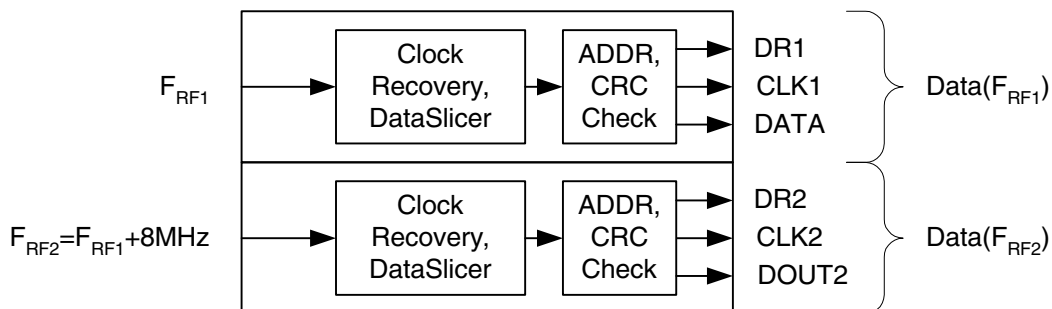 F_RF1
Clock
Recovery,
DataSlicer
ADDR,
CRC
Check
DR1
CLK1
DATA
Data(F_RF1)
F_RF2=F_RF1+8MHz
Clock
Recovery,
DataSlicer
ADDR,
CRC
Check
DR2
CLK2
DOUT2
Data(F_RF2)